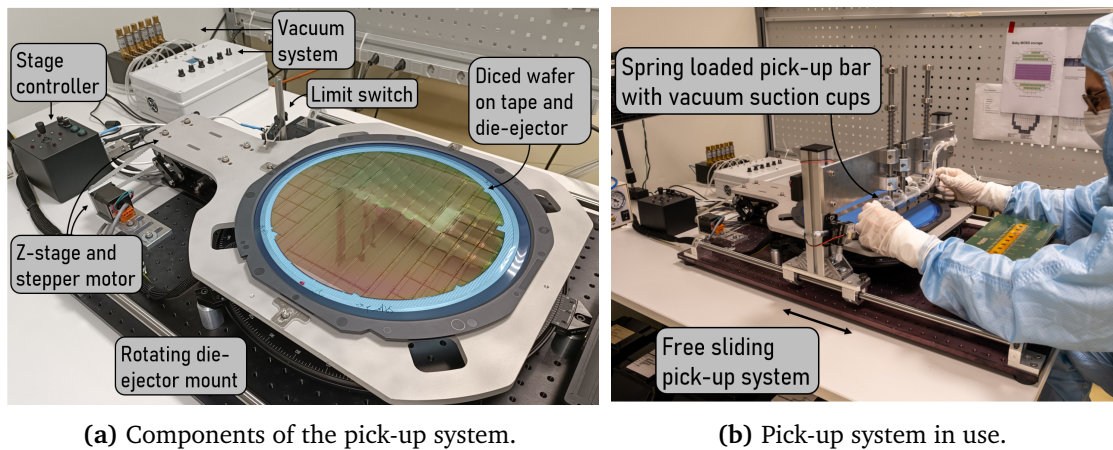 Stage
controller
Vacuum
system
Limit switch
Diced wafer
on tape and
die-ejector
Z-stage and
stepper motor
Rotating die-
ejector mount
Spring loaded pick-up bar
with vacuum suction cups
Free sliding
pick-up system
(a) Components of the pick-up system.
(b) Pick-up system in use.